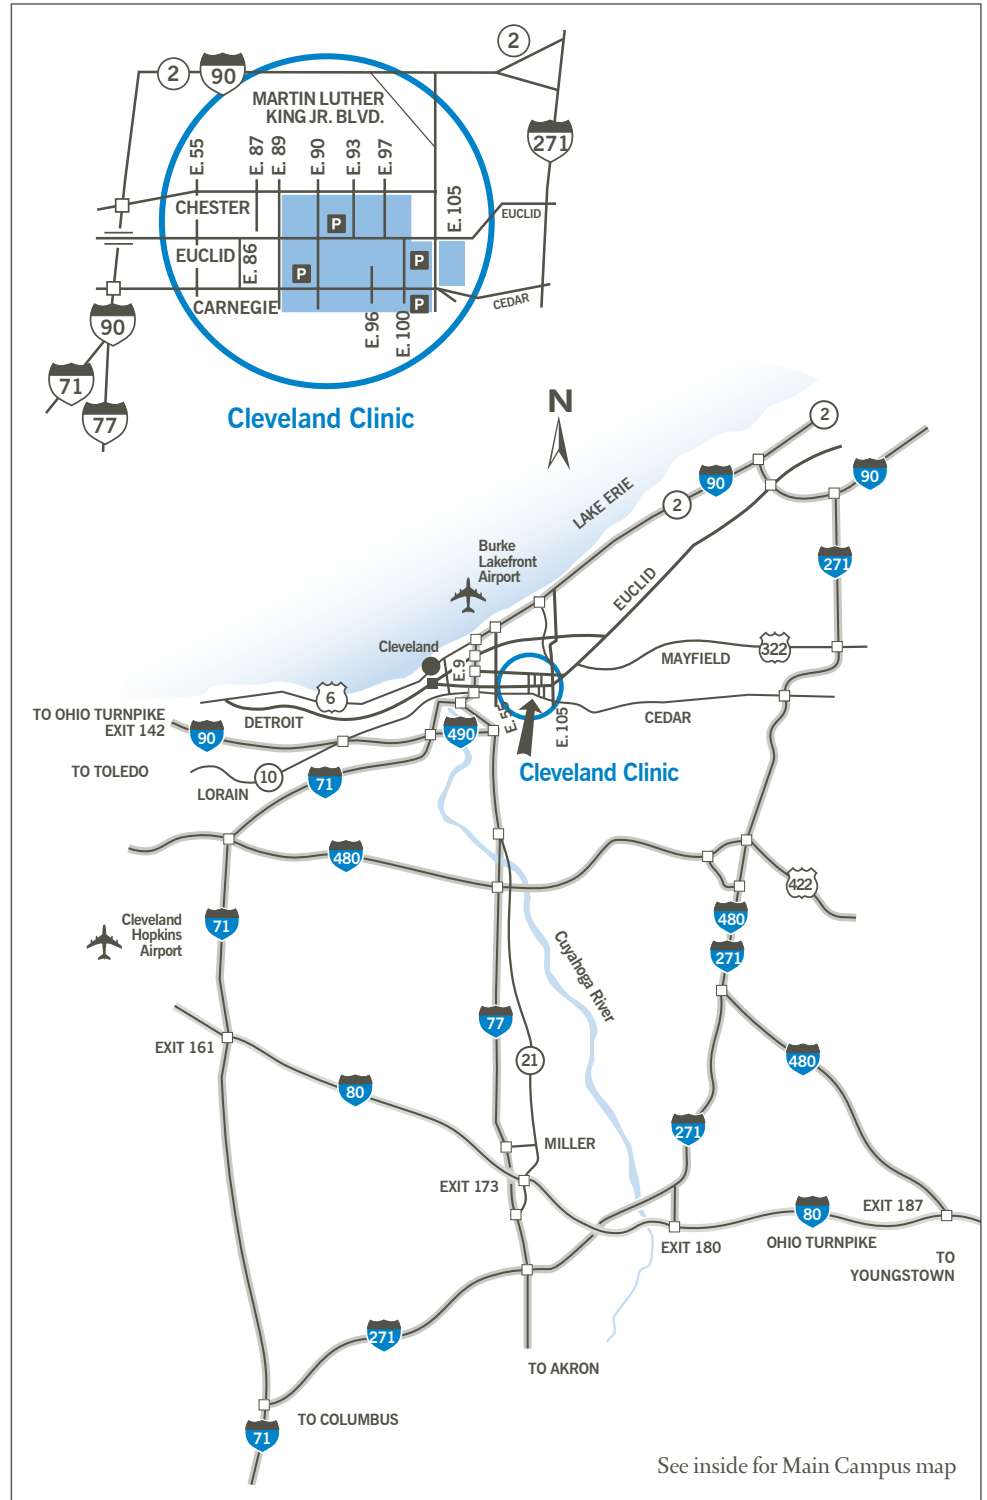 2
2
90
MARTIN LUTHER
KING JR. BLVD.
271
E. 55
E. 87
E. 89
E. 90
E. 93
E. 97
E. 105
CHESTER
EUCLID
P
EUCLID
E. 86
P
P
CARNEGIE
P
CEDAR
E. 96
E. 100
90
71
77
Cleveland Clinic
N
2
90
90
2
LAKE ERIE
271
Burke
Lakefront
Airport
EUCLID
Cleveland
E.9
MAYFIELD
322
6
DETROIT
TO OHIO TURNPIKE
EXIT 142
90
490
E. 55
E. 105
CEDAR
TO TOLEDO
10
LORAIN
71
Cleveland Clinic
480
422
Cleveland
Hopkins
Airport
71
480
271
Cuyahoga River
77
EXIT 161
21
480
80
271
MILLER
EXIT 173
EXIT 187
80
EXIT 180
OHIO TURNPIKE
TO
YOUNGSTOWN
271
TO AKRON
TO COLUMBUS
71
See inside for Main Campus map